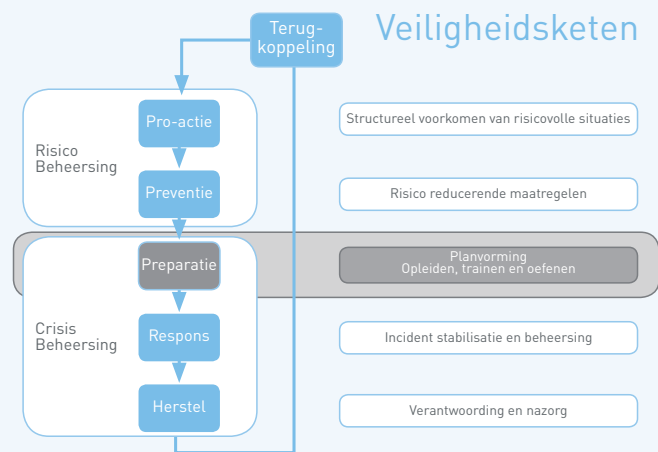 Terug-
koppeling
Veiligheidsketen
Pro-actie
Structureel voorkomen van risicovolle situaties
Risico
Beheersing
Preventie
Risico reducerende maatregelen
Preparatie
Planvorming
Opleiden, trainen en oefenen
Crisis
Beheersing
Respons
Incident stabilisatie en beheersing
Herstel
Verantwoording en nazorg